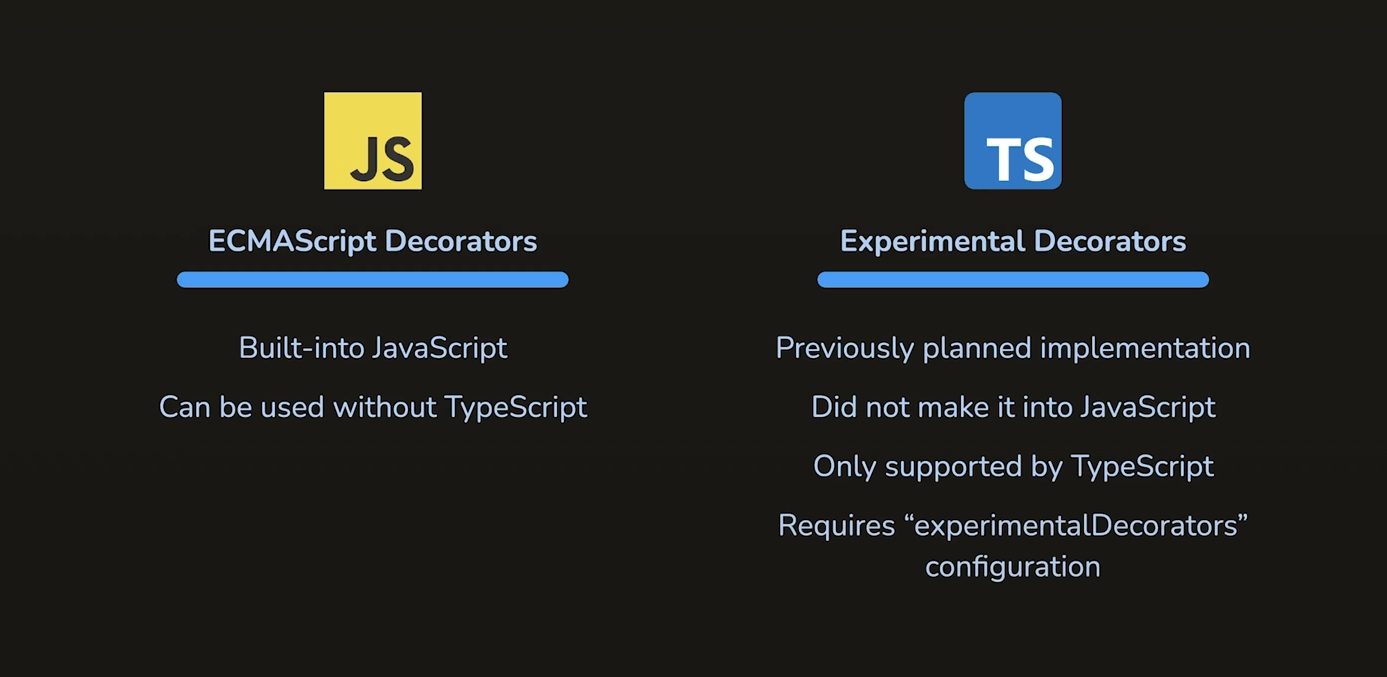 JS
ECMAScript Decorators
Built-into JavaScript
Can be used without TypeScript
TS
Experimental Decorators
Previously planned implementation
Did not make it into JavaScript
Only supported by TypeScript
Requires “experimentalDecorators”
configuration